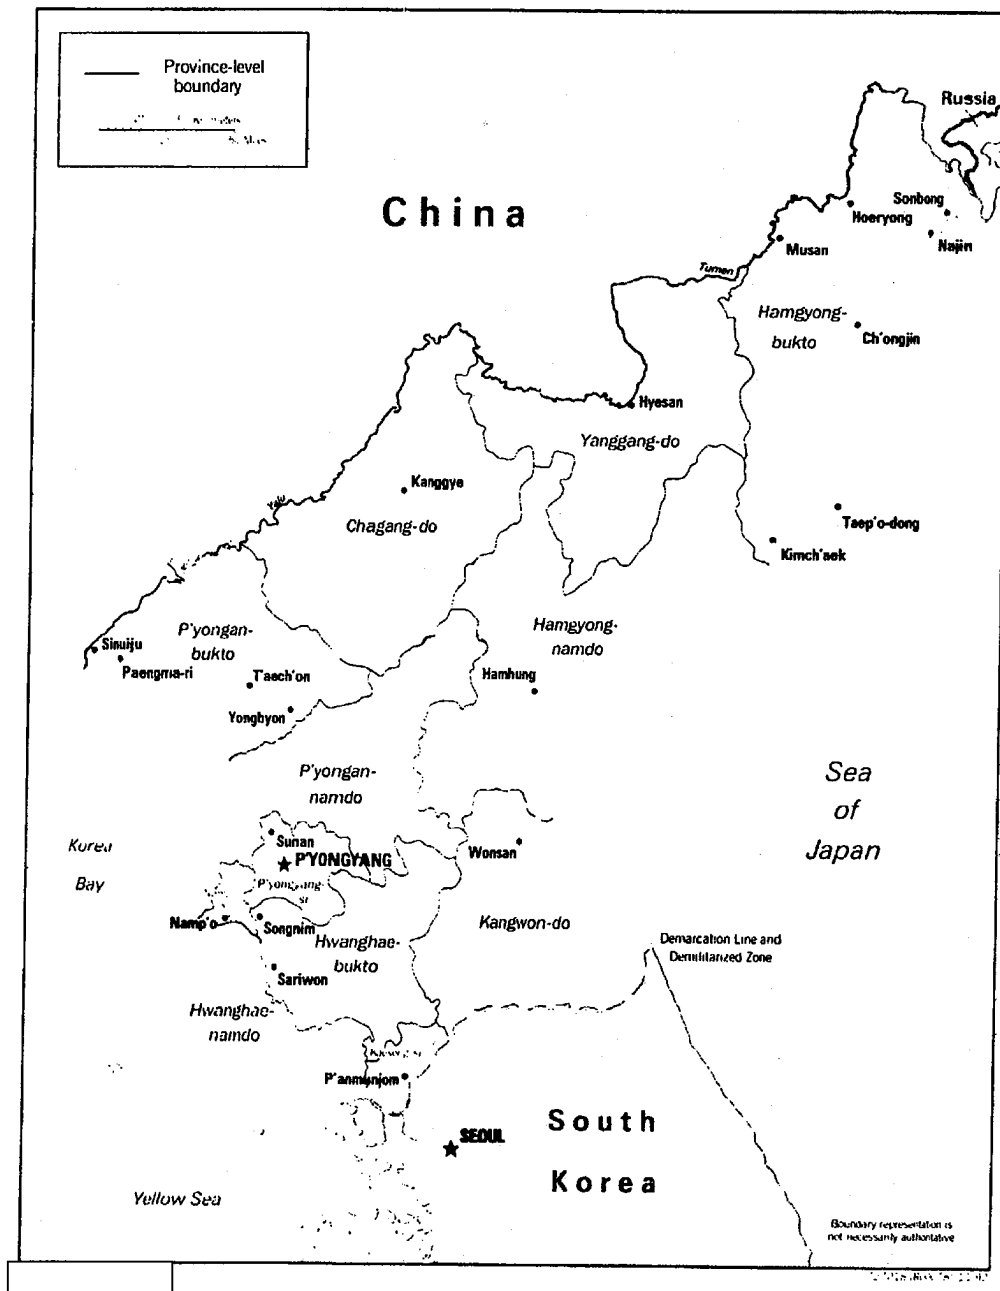 Province-level
boundary
Russia
China
Sonbong
Hoeryong
Najin
Musan
Tumen
Hamgyong-
bukto
Ch'ongjin
Hyesan
Yanggang-do
Kanggye
Yalu
Chagang-do
Taep'o-dong
Kimch'aek
P'yongan-
bukto
Hamgyong-
namdo
Sinuiju
Paengma-ri
T'aech'on
Hamhung
Yongbyon
P'yongan-
namdo
Sea
of
Japan
Sunan
Korea
Bay
Wonsan
P'YONGYANG
P'yongyang-
si
Namp'o
Songnim
Kangwon-do
Hwanghae-
bukto
Demarcation Line and
Demilitarized Zone
Sariwon
Hwanghae-
namdo
P'anmunjom
South
Korea
SEOUL
Yellow Sea
Boundary representation is
not necessarily authoritative